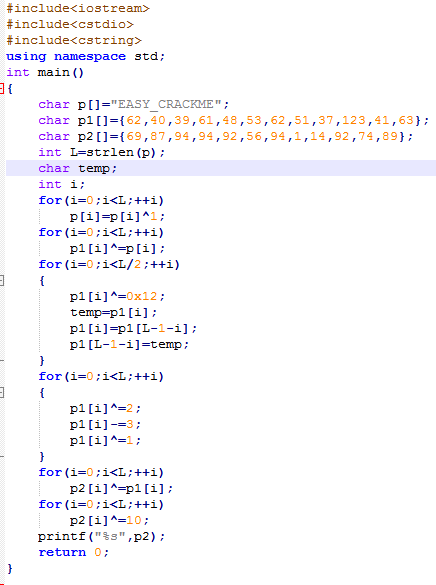 #include<iostream>
#include<cstdio>
#include<cstring>
using namespace std;
int main()
{
    char p[]="EASY_CRACKME";
    char p1[]={62,40,39,61,48,53,62,51,37,123,41,63};
    char p2[]={69,87,94,94,92,56,94,1,14,92,74,89};
    int L=strlen(p);
    char temp;
    int i;
    for(i=0;i<L;++i)
        p[i]=p[i]^1;
    for(i=0;i<L;++i)
        p1[i]^=p[i];
    for(i=0;i<L/2;++i)
    {
        p1[i]^=0x12;
        temp=p1[i];
        p1[i]=p1[L-1-i];
        p1[L-1-i]=temp;
    }
    for(i=0;i<L;++i)
    {
        p1[i]^=2;
        p1[i]-=3;
        p1[i]^=1;
    }
    for(i=0;i<L;++i)
        p2[i]^=p1[i];
    for(i=0;i<L;++i)
        p2[i]^=10;
    printf("%s",p2);
    return 0;
}